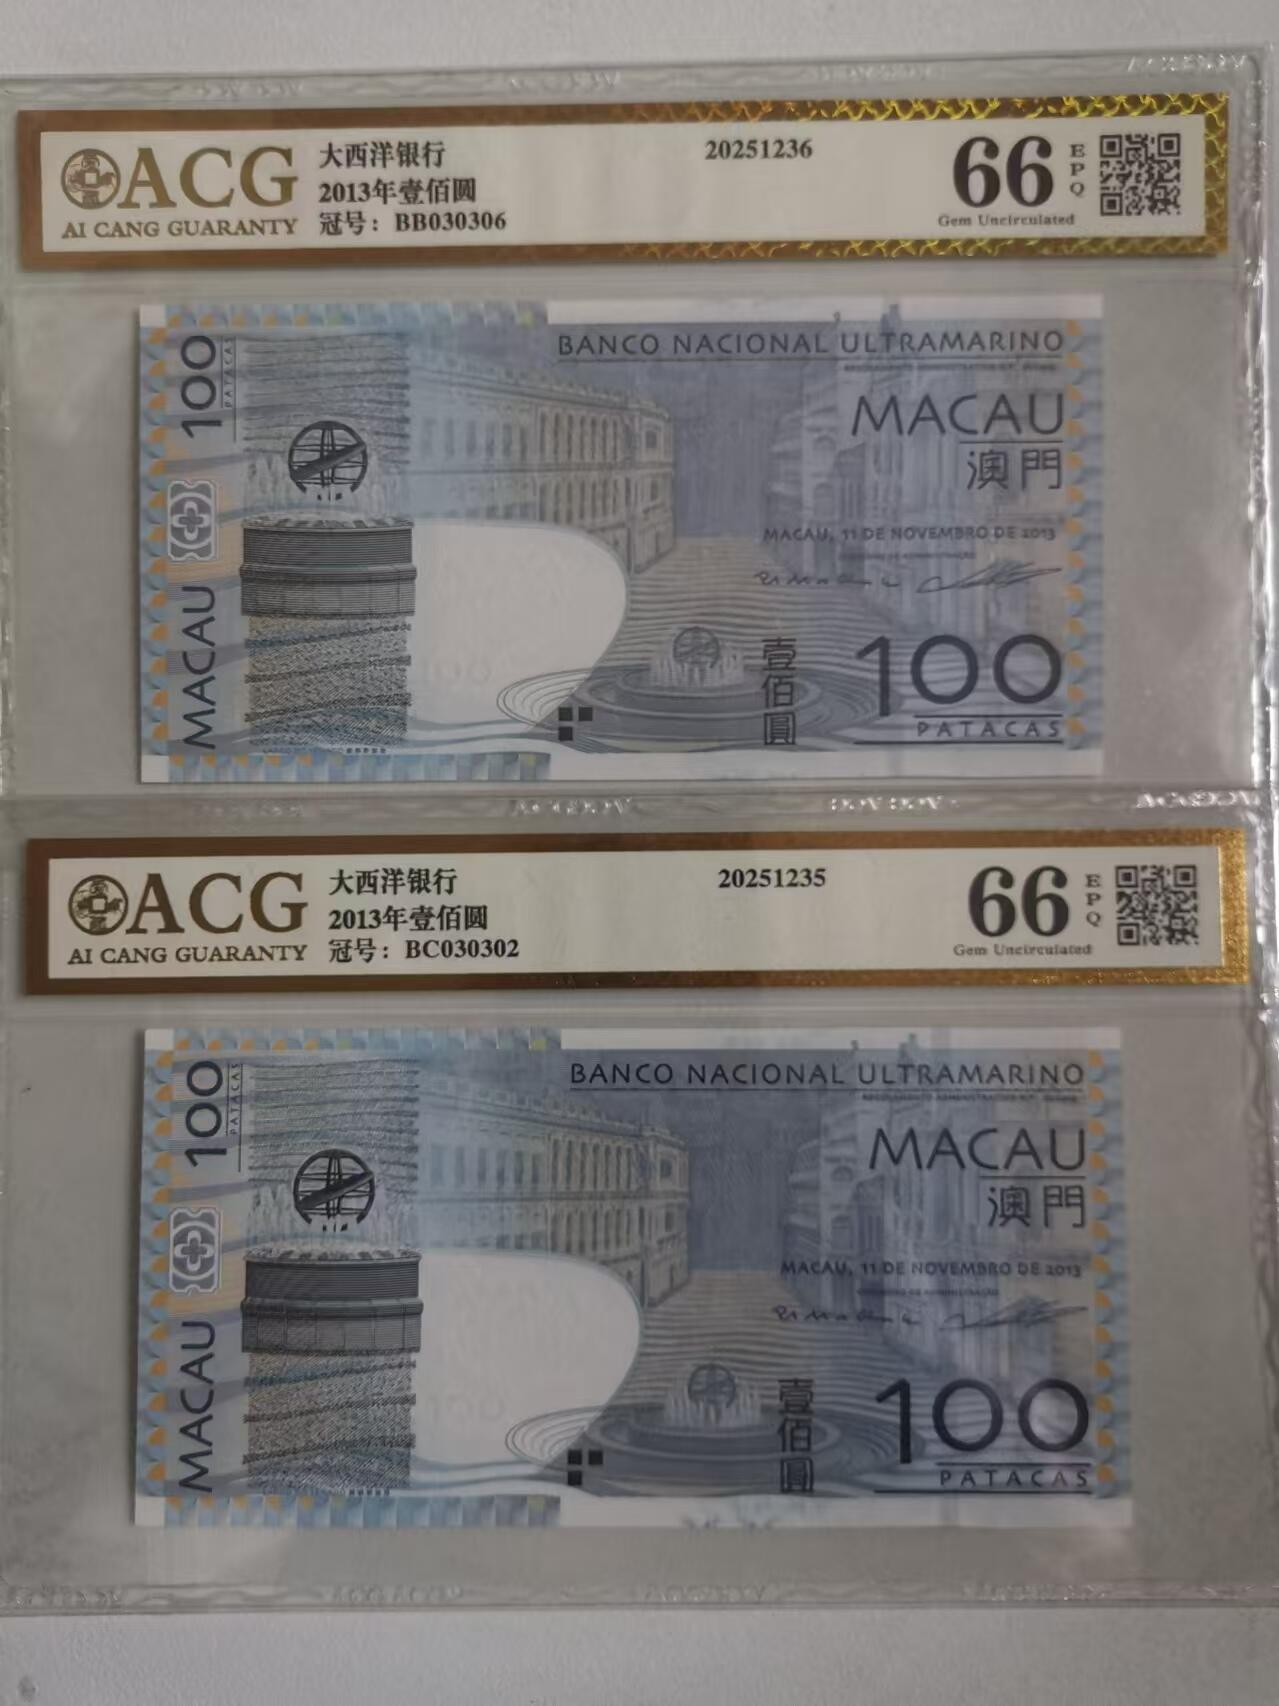 ACG
AI CANG GUARANTY
大西洋银行
2013年壹佰圆
冠号：BB030306
20251236
66
EPQ
Gem Uncirculated
100
PATACAS
MACAU
BANCO NACIONAL ULTRAMARINO
MACAU
澳門
MACAU, 11 DE NOVEMBRO DE 2013
壹佰圓
100
PATACAS
ACG
AI CANG GUARANTY
大西洋银行
2013年壹佰圆
冠号：BC030302
20251235
66
EPQ
Gem Uncirculated
100
PATACAS
MACAU
BANCO NACIONAL ULTRAMARINO
MACAU
澳門
MACAU, 11 DE NOVEMBRO DE 2013
壹佰圓
100
PATACAS